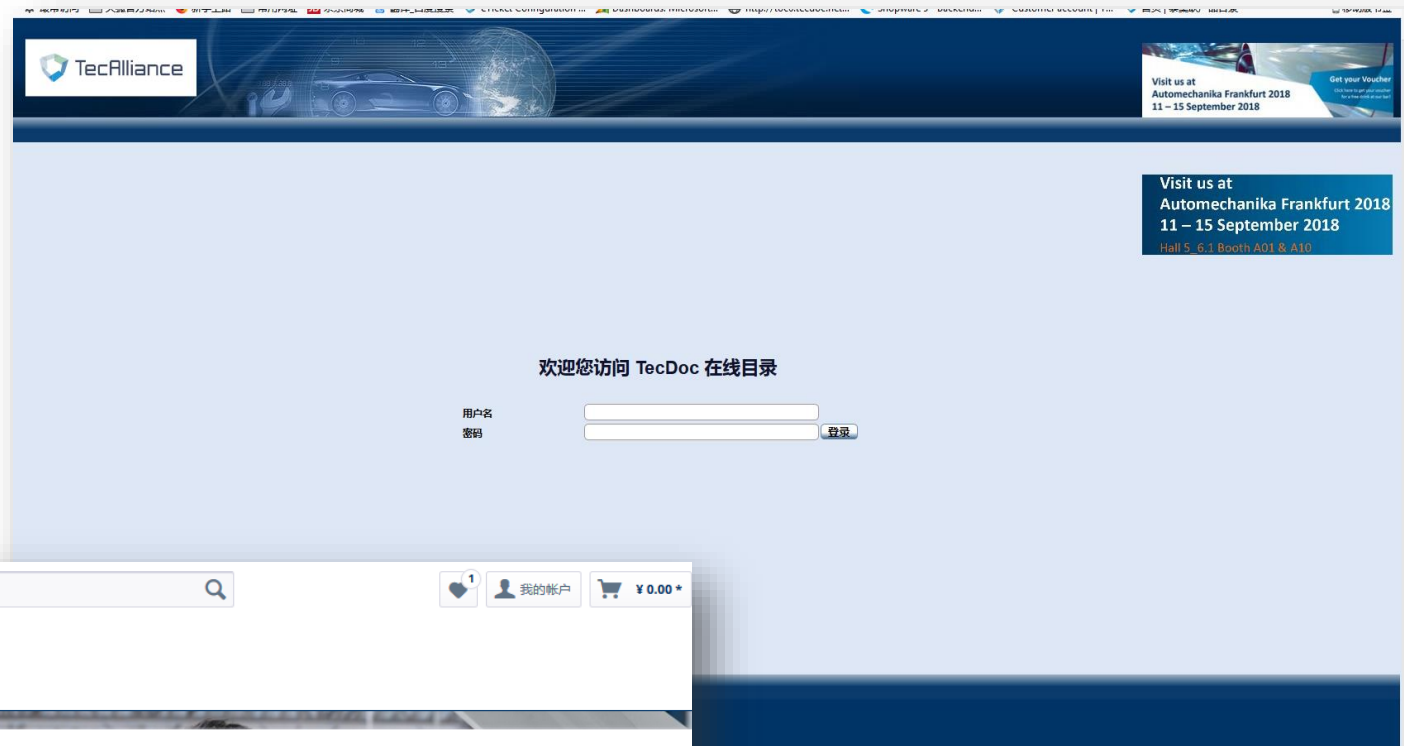 TecAlliance
Visit us at
Automechanika Frankfurt 2018
11 – 15 September 2018
Get your Voucher
Visit us at
Automechanika Frankfurt 2018
11 – 15 September 2018
Hall 5_6.1 Booth A01 & A10
欢迎您访问 TecDoc 在线目录
用户名
密码
登录
1
我的帐户
¥ 0.00 *